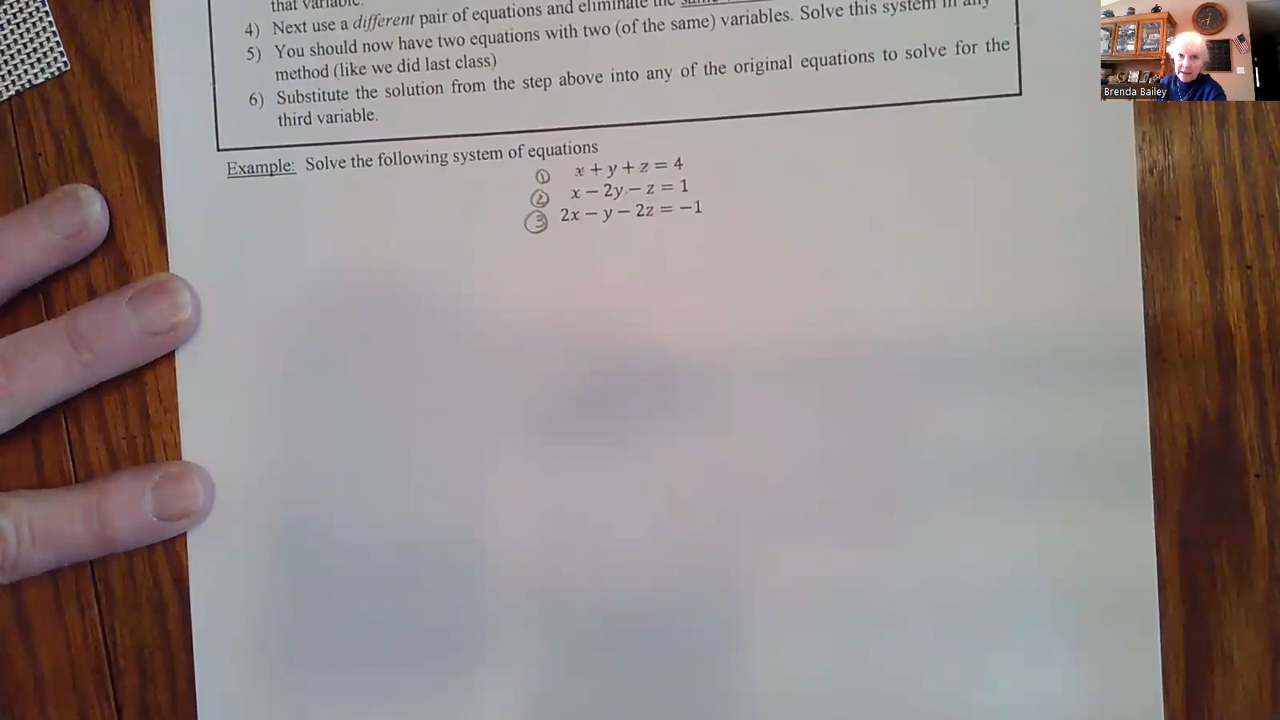 that variable.
4) Next use a different pair of equations and eliminate the
5) You should now have two equations with two (of the same) variables. Solve this system in any
method (like we did last class)
6) Substitute the solution from the step above into any of the original equations to solve for the
third variable.
Example: Solve the following system of equations
① x + y + z = 4
② x − 2y − z = 1
③ 2x − y − 2z = −1
Brenda Bailey